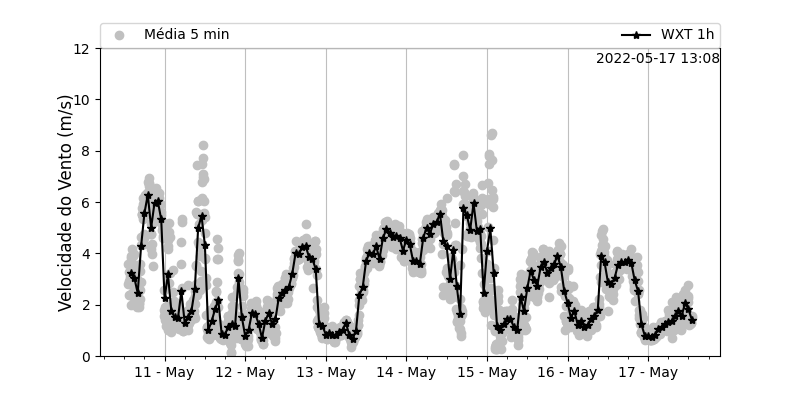 Média 5 min
WXT 1h
2022-05-17 13:08
Velocidade do Vento (m/s)
12
10
8
6
4
2
0
11 - May
12 - May
13 - May
14 - May
15 - May
16 - May
17 - May